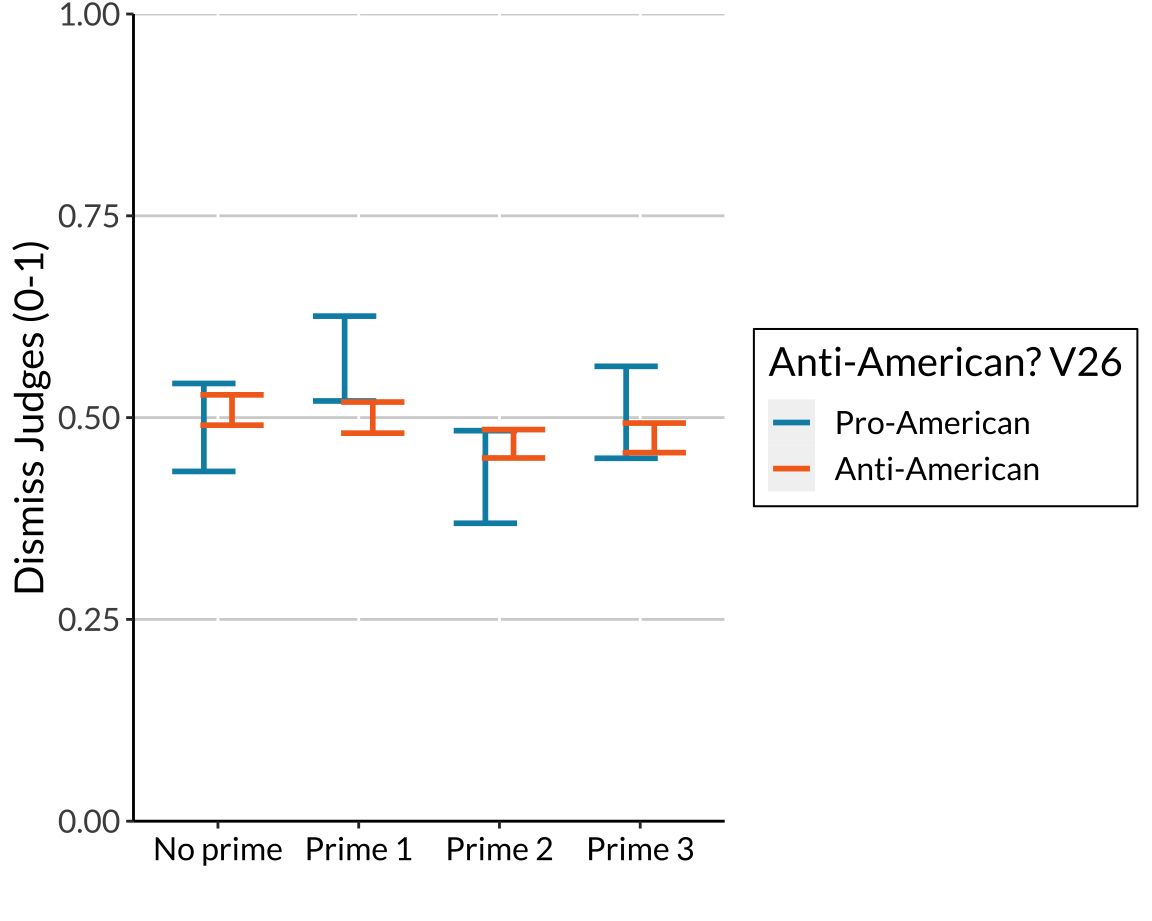 1.00
0.75
0.50
0.25
0.00
Dismiss Judges (0-1)
No prime Prime 1 Prime 2 Prime 3
Anti-American? V26
Pro-American
Anti-American